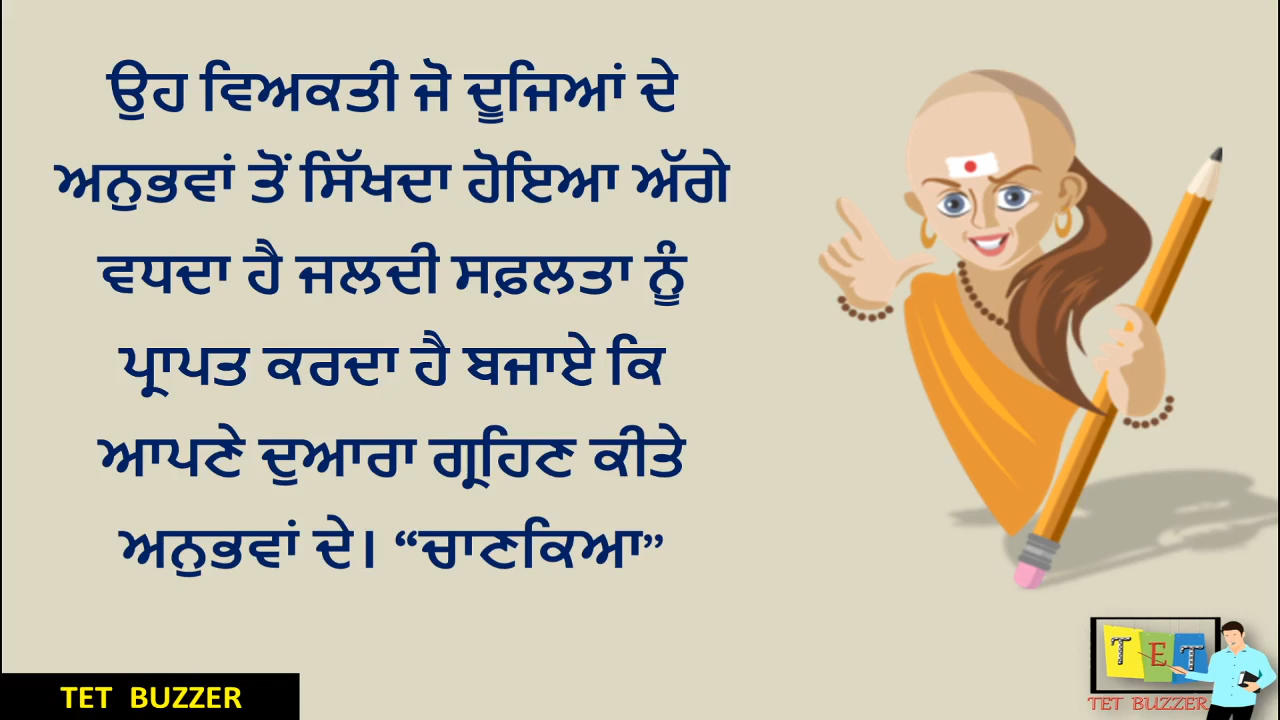 ਉਹ ਵਿਅਕਤੀ ਜੋ ਦੂਜਿਆਂ ਦੇ
ਅਨੁਭਵਾਂ ਤੋਂ ਸਿੱਖਦਾ ਹੋਇਆ ਅੱਗੇ
ਵਧਦਾ ਹੈ ਜਲਦੀ ਸਫ਼ਲਤਾ ਨੂੰ
ਪ੍ਰਾਪਤ ਕਰਦਾ ਹੈ ਬਜਾਏ ਕਿ
ਆਪਣੇ ਦੁਆਰਾ ਗ੍ਰਹਿਣ ਕੀਤੇ
ਅਨੁਭਵਾਂ ਦੇ। “ਚਾਣਕਿਆ”
TET
TET BUZZER
TET BUZZER